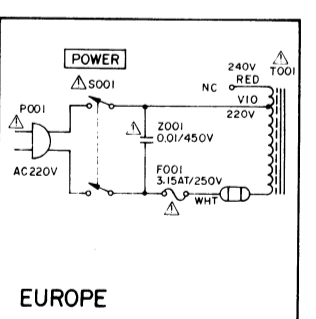 POWER
S001
P001
AC220V
Z001
0.01/450V
F001
3.15AT/250V
WHT
240V
RED
NC
VIO
220V
T001
EUROPE